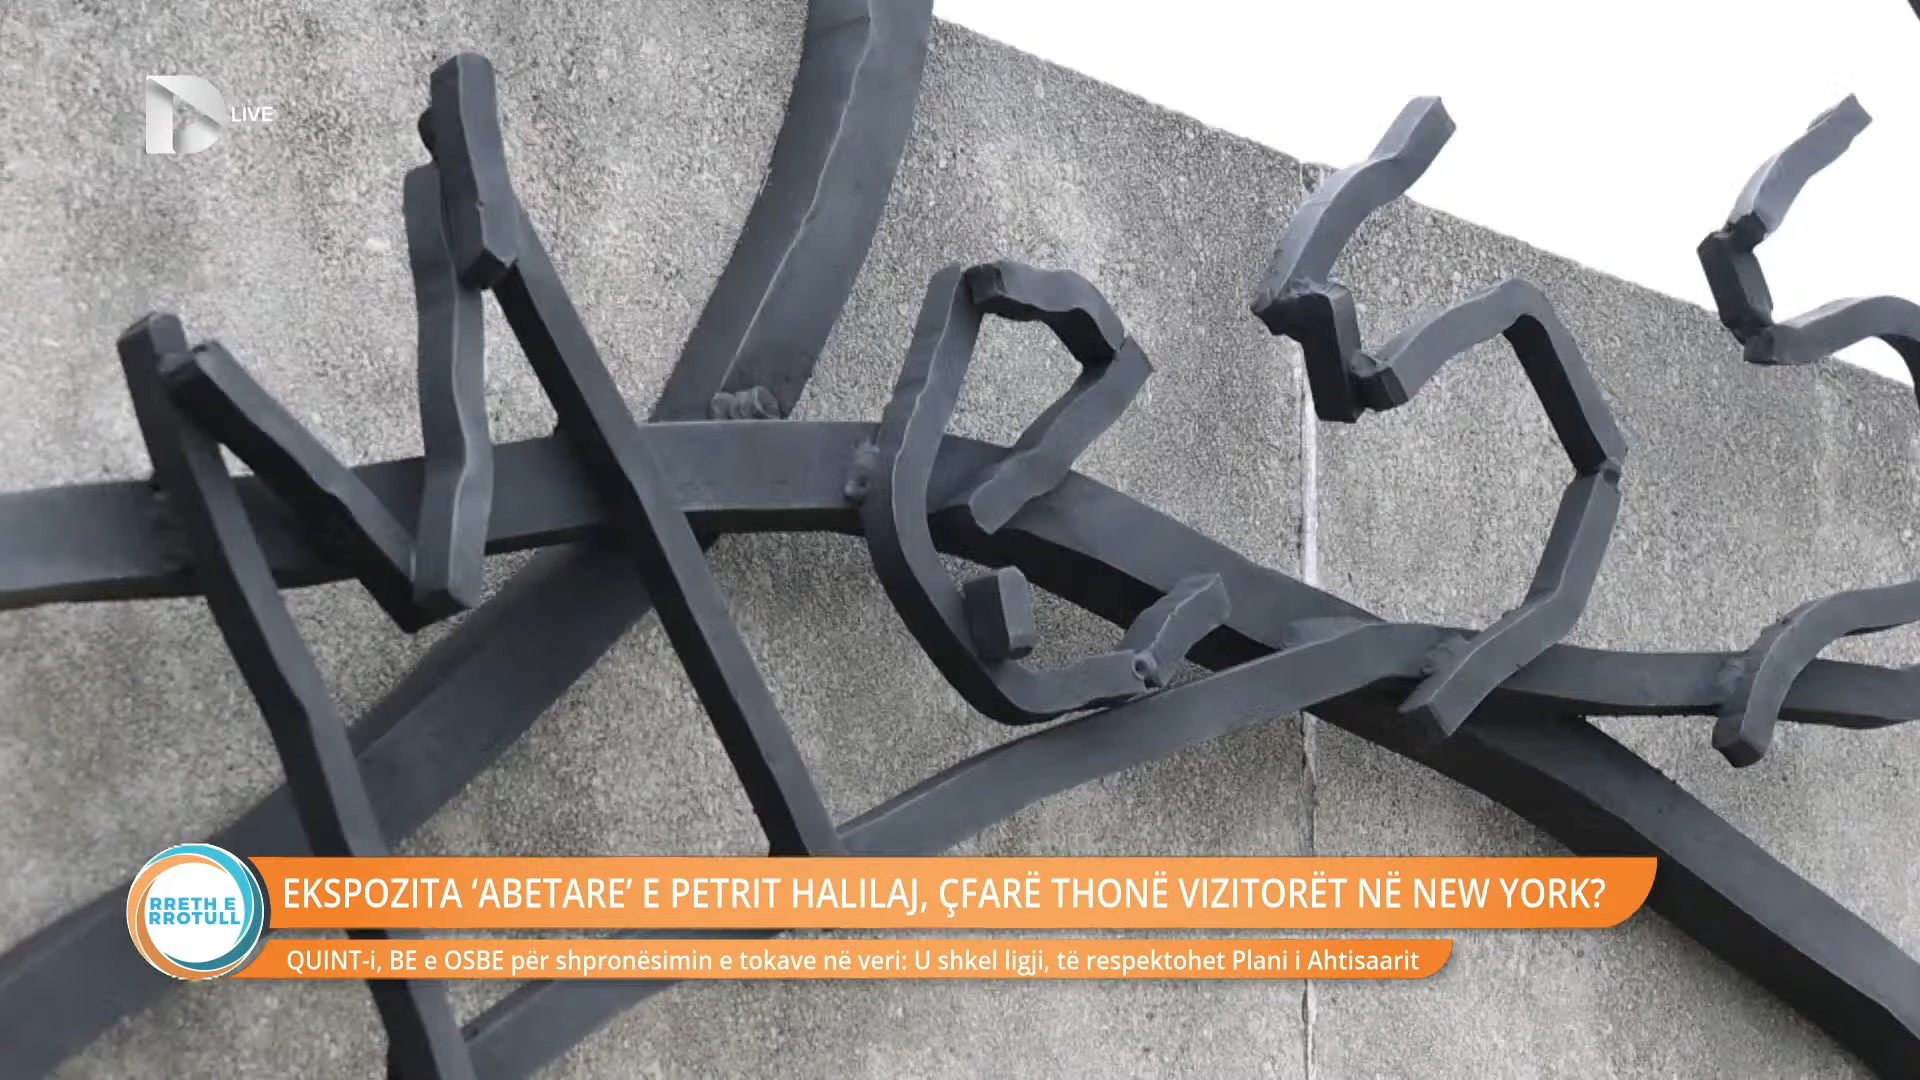 D LIVE
MESS
RRETH E
RROTULL
EKSPOZITA ‘ABETARE’ E PETRIT HALILAJ, ÇFARË THONË VIZITORËT NË NEW YORK?
QUINT-i, BE e OSBE për shpronësimin e tokave në veri: U shkel ligji, të respektohet Plani i Ahtisaarit